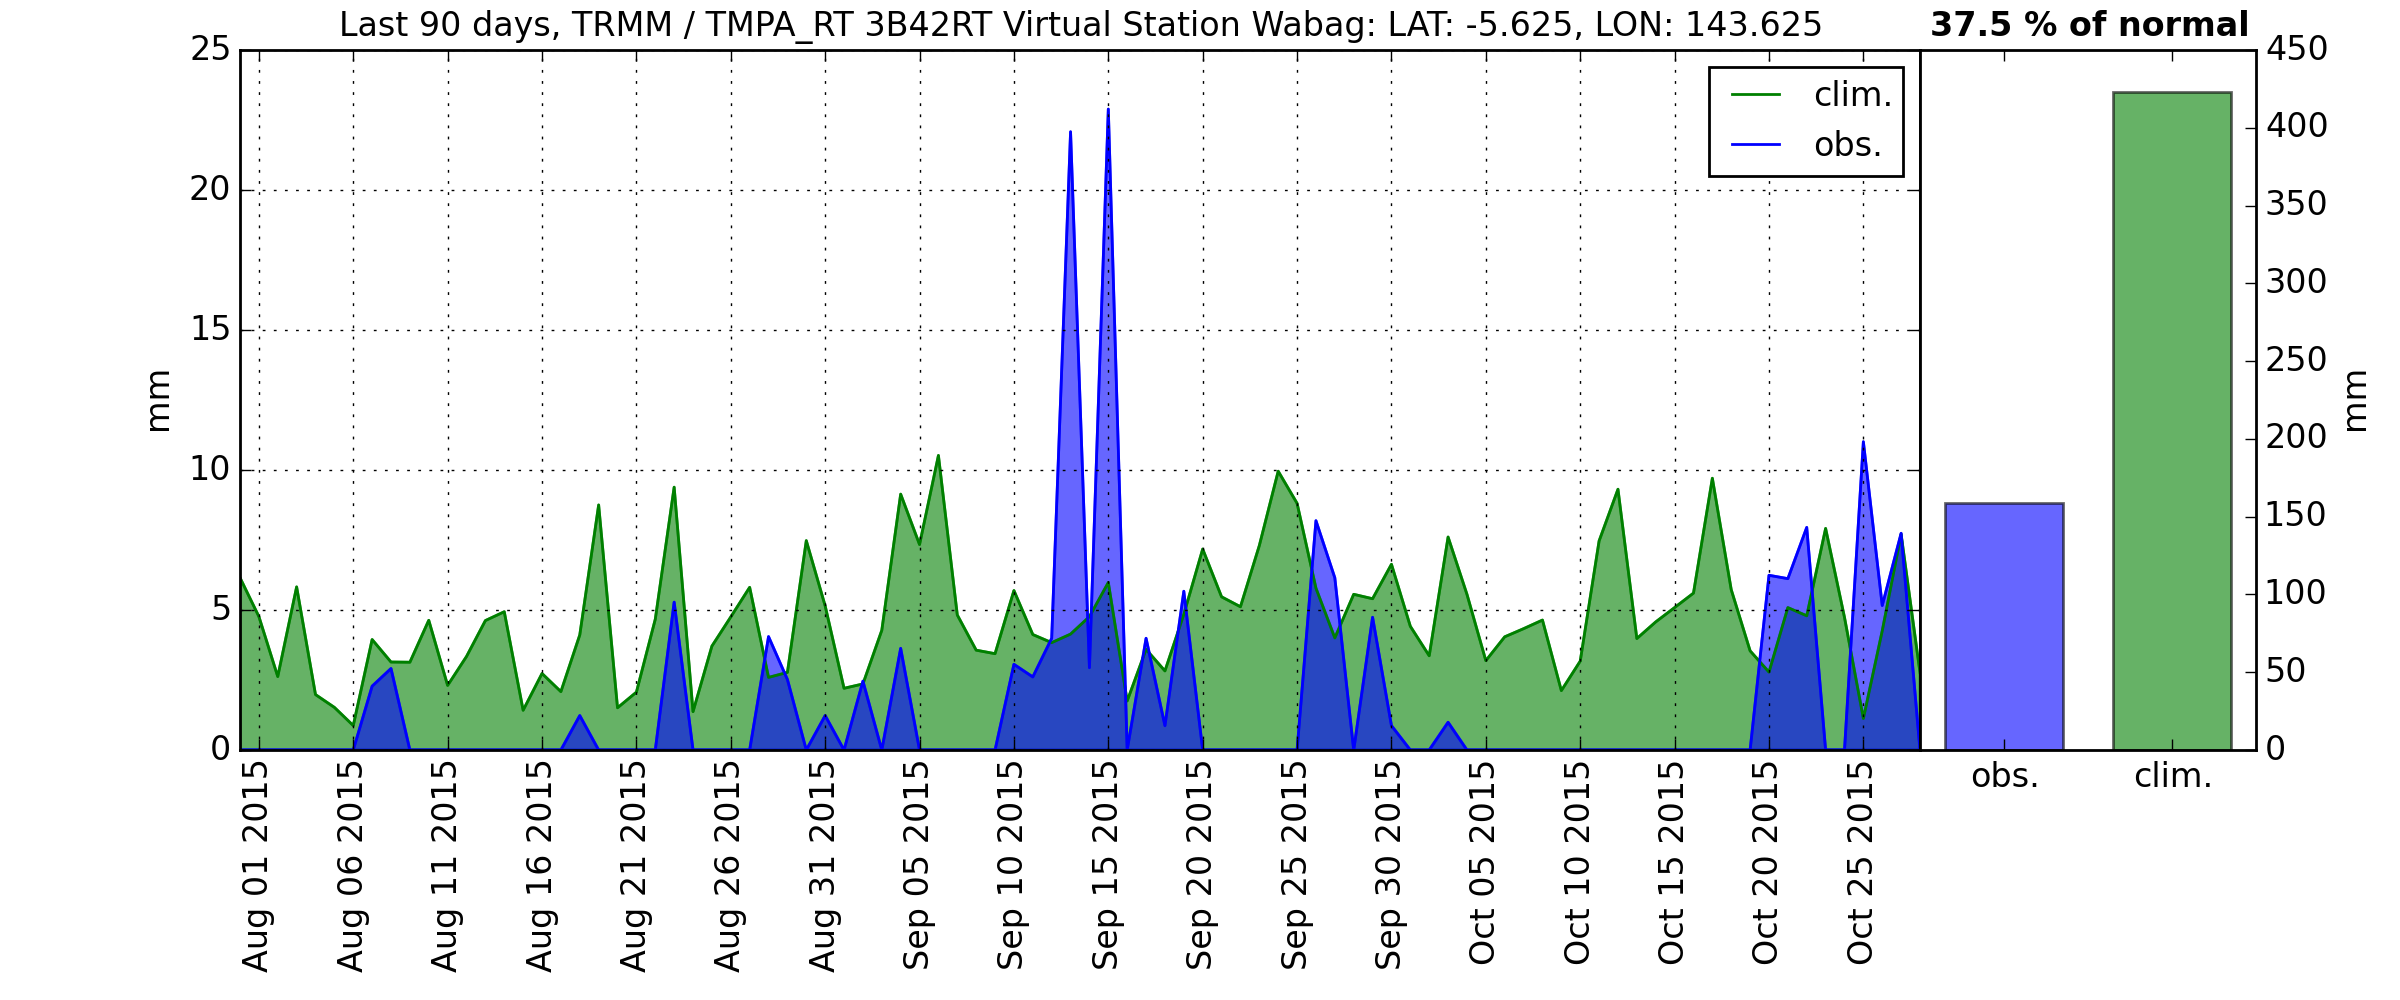 Last 90 days, TRMM / TMPA_RT 3B42RT Virtual Station Wabag: LAT: -5.625, LON: 143.625
37.5 % of normal
25
20
15
10
5
0
mm
clim.
obs.
Aug 01 2015
Aug 06 2015
Aug 11 2015
Aug 16 2015
Aug 21 2015
Aug 26 2015
Aug 31 2015
Sep 05 2015
Sep 10 2015
Sep 15 2015
Sep 20 2015
Sep 25 2015
Sep 30 2015
Oct 05 2015
Oct 10 2015
Oct 15 2015
Oct 20 2015
Oct 25 2015
obs.
clim.
450
400
350
300
250
200
150
100
50
0
mm